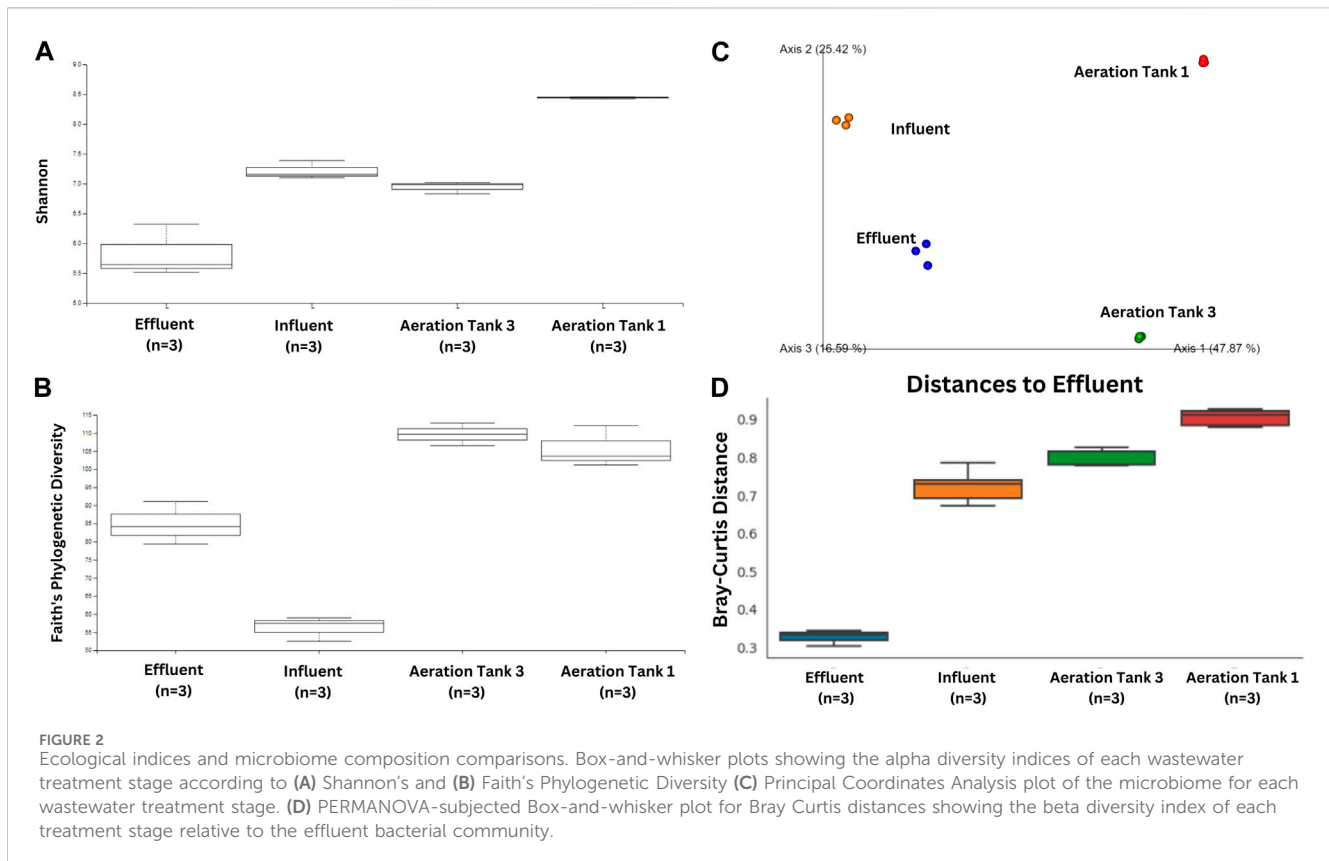 A
Shannon
9.0
8.5
8.0
7.5
7.0
6.5
6.0
5.5
5.0
Effluent
(n=3)
Influent
(n=3)
Aeration Tank 3
(n=3)
Aeration Tank 1
(n=3)
B
Faith's Phylogenetic Diversity
115
110
105
100
95
90
85
80
75
70
65
60
55
50
Effluent
(n=3)
Influent
(n=3)
Aeration Tank 3
(n=3)
Aeration Tank 1
(n=3)
C
Axis 2 (25.42 %)
Aeration Tank 1
Influent
Effluent
Aeration Tank 3
Axis 3 (16.59 %)
Axis 1 (47.87 %)
D
Distances to Effluent
Bray-Curtis Distance
0.9
0.8
0.7
0.6
0.5
0.4
0.3
Effluent
(n=3)
Influent
(n=3)
Aeration Tank 3
(n=3)
Aeration Tank 1
(n=3)
FIGURE 2
Ecological indices and microbiome composition comparisons. Box-and-whisker plots showing the alpha diversity indices of each wastewater
treatment stage according to (A) Shannon's and (B) Faith's Phylogenetic Diversity (C) Principal Coordinates Analysis plot of the microbiome for each
wastewater treatment stage. (D) PERMANOVA-subjected Box-and-whisker plot for Bray Curtis distances showing the beta diversity index of each
treatment stage relative to the effluent bacterial community.